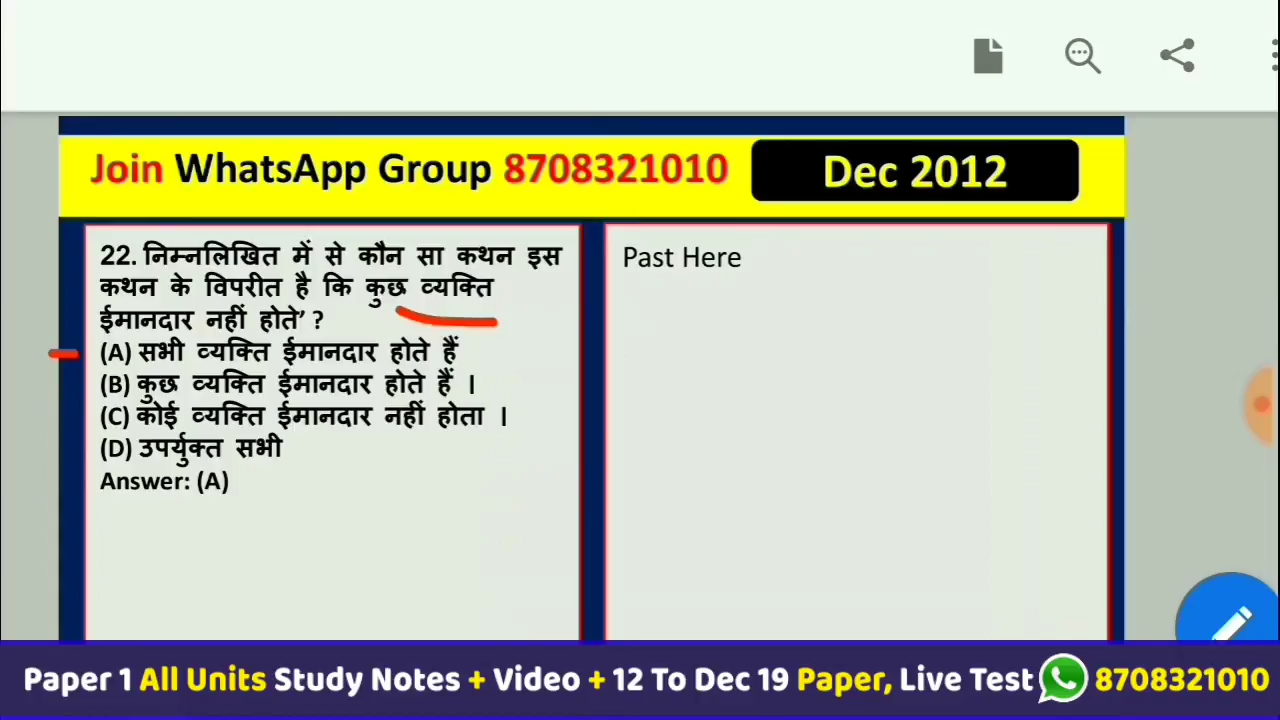 Join WhatsApp Group 8708321010
Dec 2012
22. निम्नलिखित में से कौन सा कथन इस
कथन के विपरीत है कि कुछ व्यक्ति
ईमानदार नहीं होते’ ?
(A) सभी व्यक्ति ईमानदार होते हैं
(B) कुछ व्यक्ति ईमानदार होते हैं ।
(C) कोई व्यक्ति ईमानदार नहीं होता ।
(D) उपर्युक्त सभी
Answer: (A)
Past Here
Paper 1 All Units Study Notes + Video + 12 To Dec 19 Paper, Live Test 8708321010